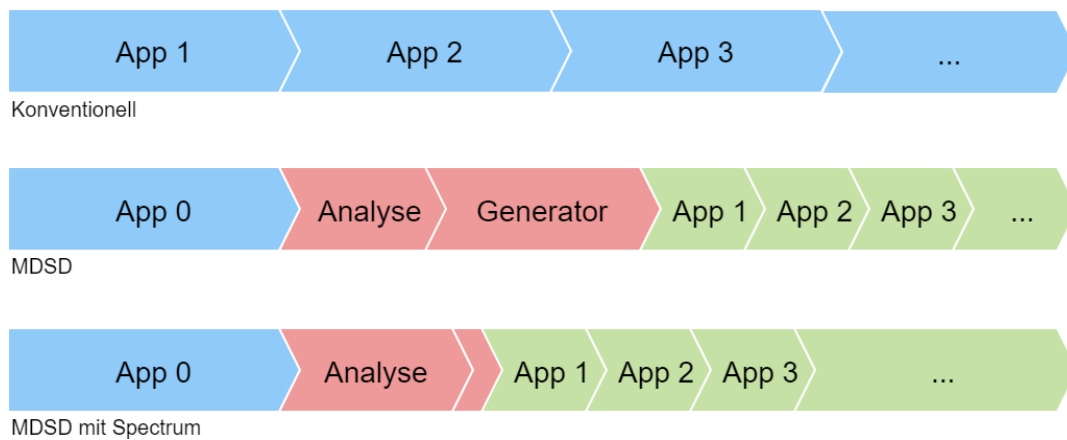 App 1 App 2 App 3 ...
Konventionell
App 0 Analyse Generator App 1 App 2 App 3 ...
MDSD
App 0 Analyse App 1 App 2 App 3 ...
MDSD mit Spectrum